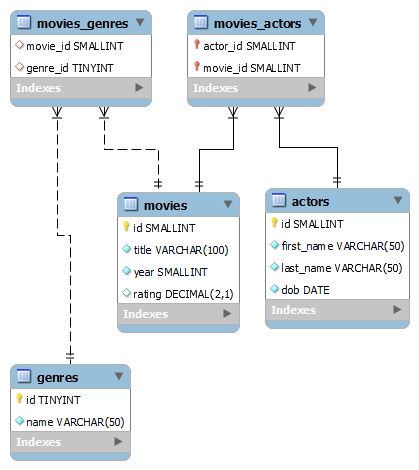 movies_genres
movie_id SMALLINT
genre_id TINYINT
Indexes
movies_actors
actor_id SMALLINT
movie_id SMALLINT
Indexes
movies
id SMALLINT
title VARCHAR(100)
year SMALLINT
rating DECIMAL(2,1)
Indexes
actors
id SMALLINT
first_name VARCHAR(50)
last_name VARCHAR(50)
dob DATE
Indexes
genres
id TINYINT
name VARCHAR(50)
Indexes